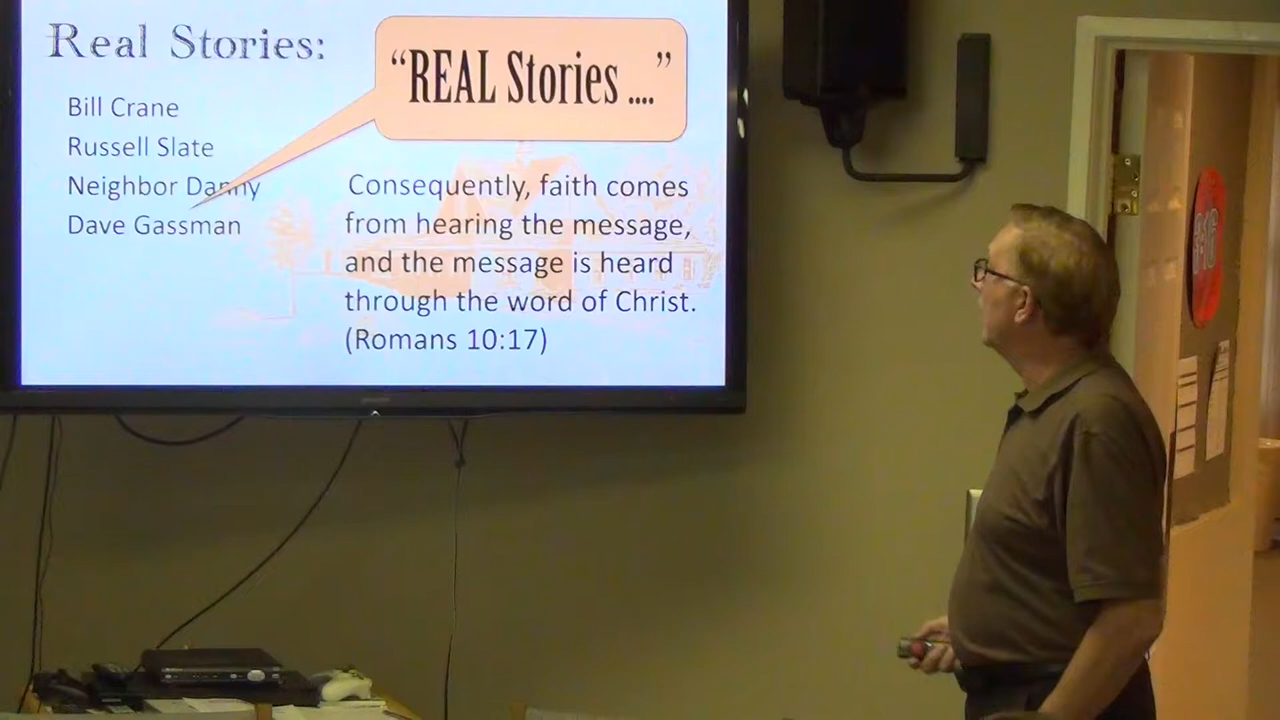 Real Stories:
“REAL Stories ....”
Bill Crane
Russell Slate
Neighbor Danny
Dave Gassman
Consequently, faith comes
from hearing the message,
and the message is heard
through the word of Christ.
(Romans 10:17)